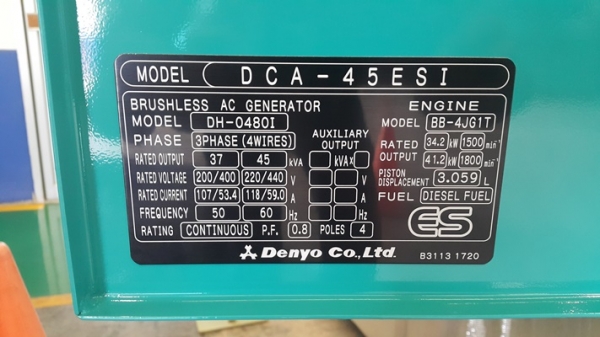 MODEL DCA-45ESI
BRUSHLESS AC GENERATOR
MODEL DH-0480I
PHASE 3PHASE (4WIRES)
AUXILIARY OUTPUT
RATED OUTPUT 37 45 kVA kVAX
RATED VOLTAGE 200/400 220/440 V V
RATED CURRENT 107/53.4 118/59.0 A A
FREQUENCY 50 60 Hz Hz
RATING CONTINUOUS P.F. 0.8 POLES 4
ENGINE
MODEL BB-4JG1T
RATED OUTPUT 34.2 kW 1500 min⁻¹
41.2 kW 1800 min⁻¹
PISTON DISPLACEMENT 3.059 L
FUEL DIESEL FUEL
ES
Denyo Co., Ltd.
B3113 1720